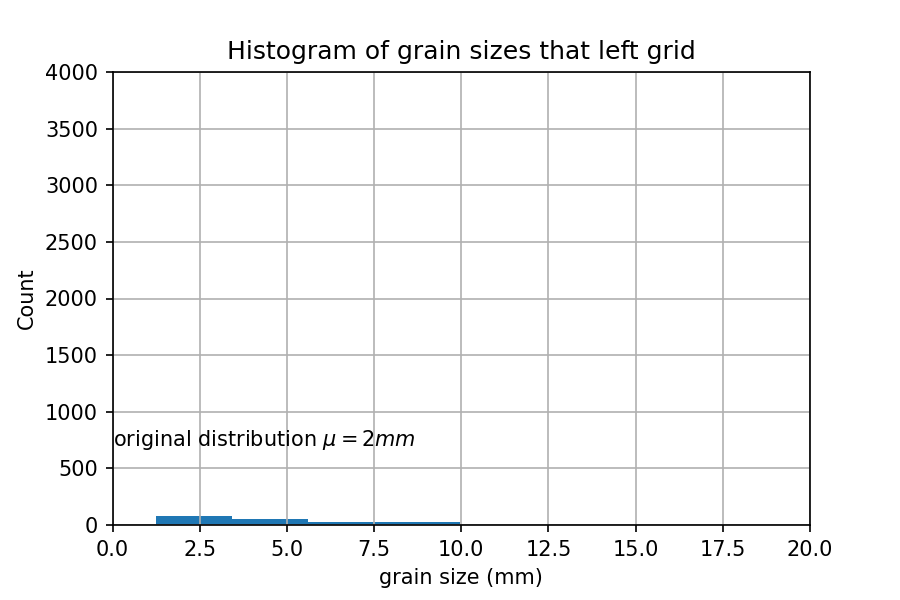 Histogram of grain sizes that left grid
4000
3500
3000
2500
2000
1500
1000
500
0
Count
original distribution μ = 2mm
0.0 2.5 5.0 7.5 10.0 12.5 15.0 17.5 20.0
grain size (mm)